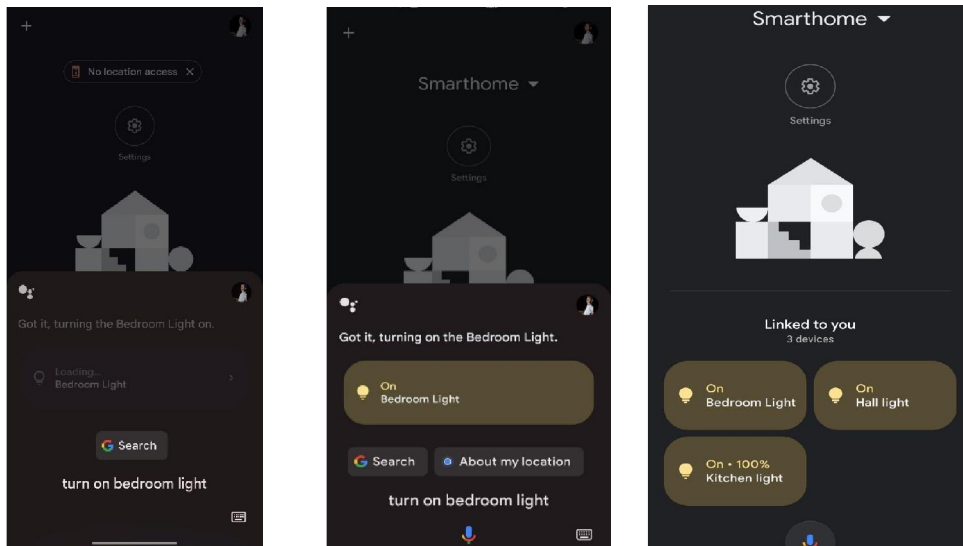 No location access
Settings
Got it, turning the Bedroom Light on.
Loading...
Bedroom Light
Search
turn on bedroom light
Smarthome
Settings
Got it, turning on the Bedroom Light.
On
Bedroom Light
Search
About my location
turn on bedroom light
Smarthome
Settings
Linked to you
3 devices
On
Bedroom Light
On
Hall light
On • 100%
Kitchen light